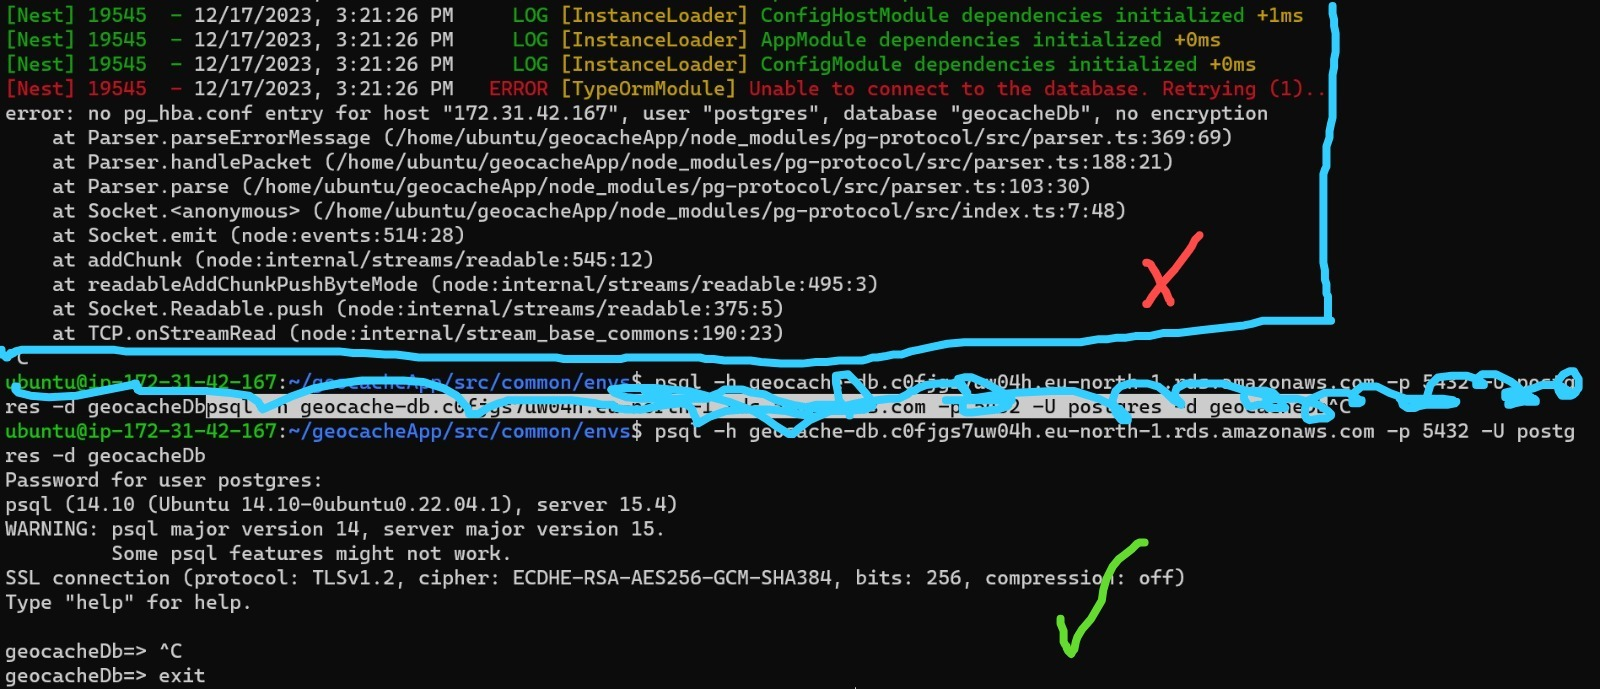 [Nest] 19545  - 12/17/2023, 3:21:26 PM     LOG [InstanceLoader] ConfigHostModule dependencies initialized +1ms
[Nest] 19545  - 12/17/2023, 3:21:26 PM     LOG [InstanceLoader] AppModule dependencies initialized +0ms
[Nest] 19545  - 12/17/2023, 3:21:26 PM     LOG [InstanceLoader] ConfigModule dependencies initialized +0ms
[Nest] 19545  - 12/17/2023, 3:21:26 PM   ERROR [TypeOrmModule] Unable to connect to the database. Retrying (1)...
error: no pg_hba.conf entry for host "172.31.42.167", user "postgres", database "geocacheDb", no encryption
    at Parser.parseErrorMessage (/home/ubuntu/geocacheApp/node_modules/pg-protocol/src/parser.ts:369:69)
    at Parser.handlePacket (/home/ubuntu/geocacheApp/node_modules/pg-protocol/src/parser.ts:188:21)
    at Parser.parse (/home/ubuntu/geocacheApp/node_modules/pg-protocol/src/parser.ts:103:30)
    at Socket.<anonymous> (/home/ubuntu/geocacheApp/node_modules/pg-protocol/src/index.ts:7:48)
    at Socket.emit (node:events:514:28)
    at addChunk (node:internal/streams/readable:545:12)
    at readableAddChunkPushByteMode (node:internal/streams/readable:495:3)
    at Socket.Readable.push (node:internal/streams/readable:375:5)
    at TCP.onStreamRead (node:internal/stream_base_commons:190:23)
^C
ubuntu@ip-172-31-42-167:~/geocacheApp/src/common/envs$ psql -h geocache-db.c0fjgs7uw04h.eu-north-1.rds.amazonaws.com -p 5432 -U postg
res -d geocacheDbpsql -h geocache-db.c0fjgs7uw04h.eu-north-1.rds.amazonaws.com -p 5432 -U postgres -d geocacheDb^C
ubuntu@ip-172-31-42-167:~/geocacheApp/src/common/envs$ psql -h geocache-db.c0fjgs7uw04h.eu-north-1.rds.amazonaws.com -p 5432 -U postg
res -d geocacheDb
Password for user postgres:
psql (14.10 (Ubuntu 14.10-0ubuntu0.22.04.1), server 15.4)
WARNING: psql major version 14, server major version 15.
         Some psql features might not work.
SSL connection (protocol: TLSv1.2, cipher: ECDHE-RSA-AES256-GCM-SHA384, bits: 256, compression: off)
Type "help" for help.
geocacheDb=> ^C
geocacheDb=> exit